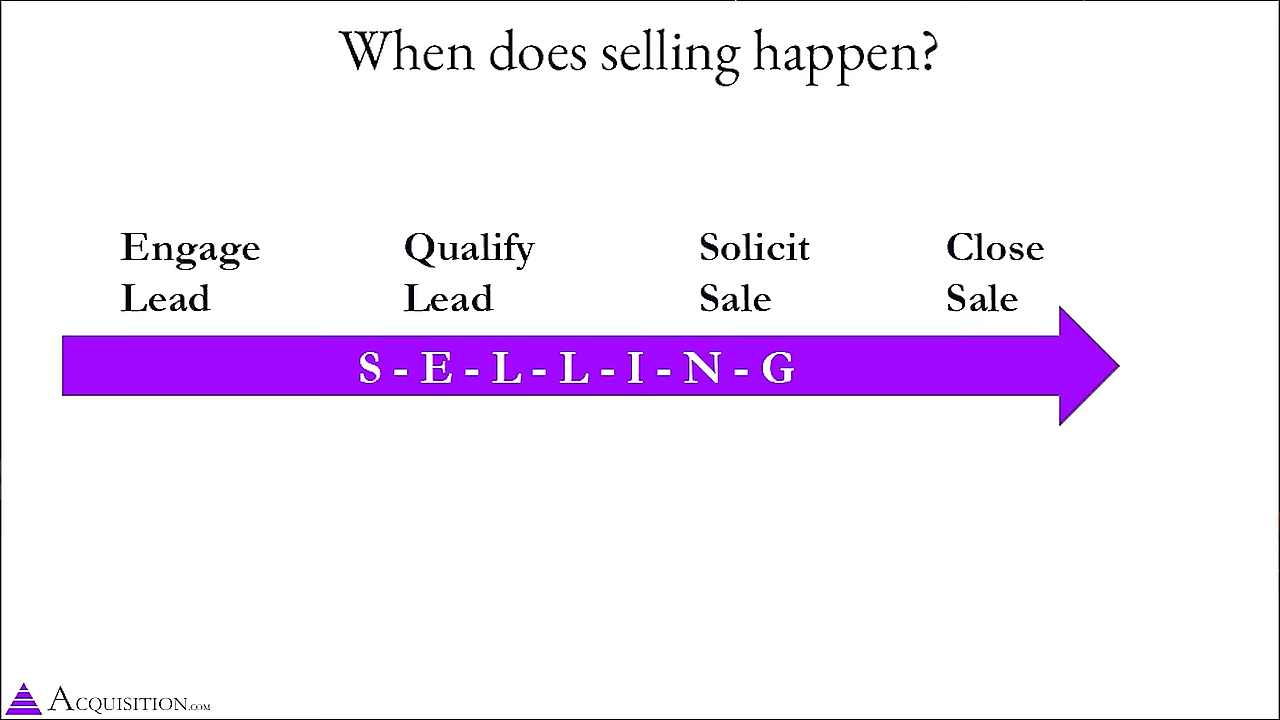 When does selling happen?
Engage
Lead
Qualify
Lead
Solicit
Sale
Close
Sale
S - E - L - L - I - N - G
ACQUISITION.COM